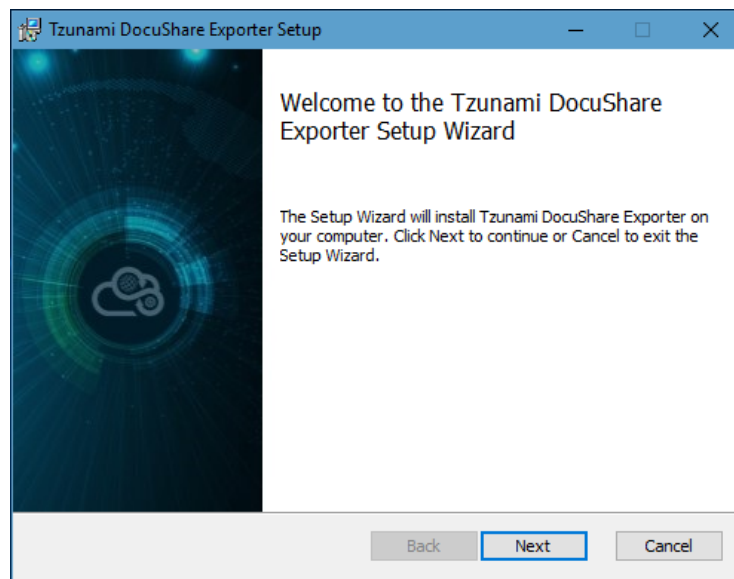 Tzunami DocuShare Exporter Setup
Welcome to the Tzunami DocuShare
Exporter Setup Wizard
The Setup Wizard will install Tzunami DocuShare Exporter on
your computer. Click Next to continue or Cancel to exit the
Setup Wizard.
Back Next Cancel